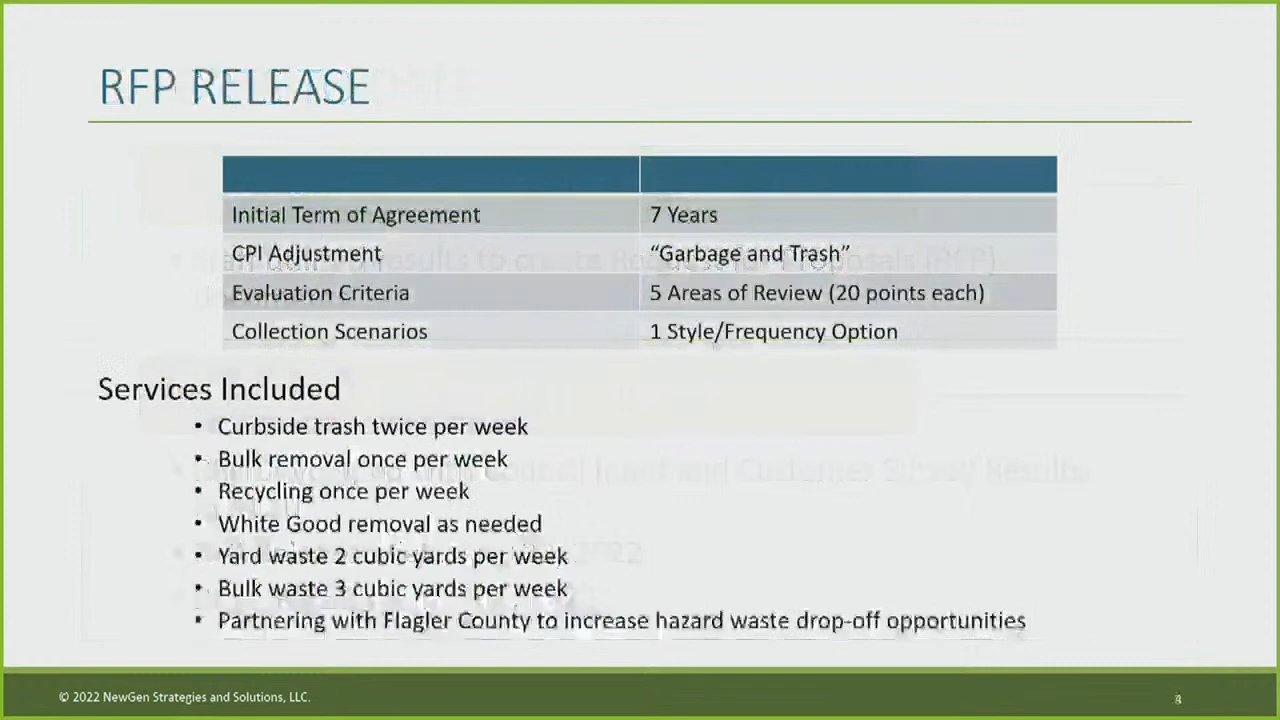 RFP RELEASE
Initial Term of Agreement 7 Years
CPI Adjustment “Garbage and Trash”
Evaluation Criteria 5 Areas of Review (20 points each)
Collection Scenarios 1 Style/Frequency Option
Services Included
• Curbside trash twice per week
• Bulk removal once per week
• Recycling once per week
• White Good removal as needed
• Yard waste 2 cubic yards per week
• Bulk waste 3 cubic yards per week
• Partnering with Flagler County to increase hazard waste drop-off opportunities
© 2022 NewGen Strategies and Solutions, LLC.